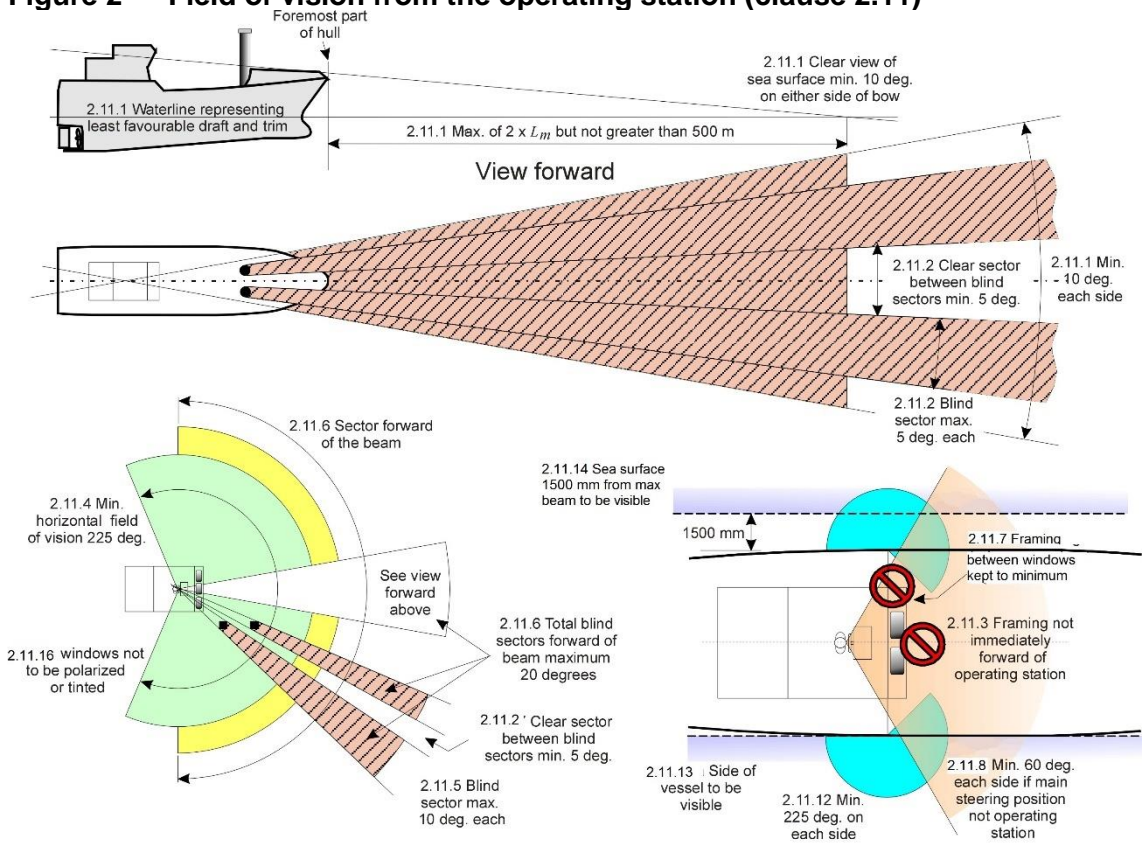 Figure 2 — Field of vision from the operating station (clause 2.11)
Foremost part
of hull
2.11.1 Clear view of
sea surface min. 10 deg.
on either side of bow
2.11.1 Waterline representing
least favourable draft and trim
2.11.1 Max. of 2 x Lm but not greater than 500 m
View forward
2.11.2 Clear sector
between blind
sectors min. 5 deg.
2.11.1 Min.
10 deg.
each side
2.11.2 Blind
sector max.
5 deg. each
2.11.6 Sector forward
of the beam
2.11.4 Min.
horizontal field
of vision 225 deg.
See view
forward
above
2.11.6 Total blind
sectors forward of
beam maximum
20 degrees
2.11.16 windows not
to be polarized
or tinted
2.11.2 ' Clear sector
between blind
sectors min. 5 deg.
2.11.5 Blind
sector max.
10 deg. each
2.11.14 Sea surface
1500 mm from max
beam to be visible
1500 mm
2.11.7 Framing
between windows
kept to minimum
2.11.3 Framing not
immediately
forward of
operating station
2.11.13 Side of
vessel to be
visible
2.11.12 Min.
225 deg. on
each side
2.11.8 Min. 60 deg.
each side if main
steering position
not operating
station